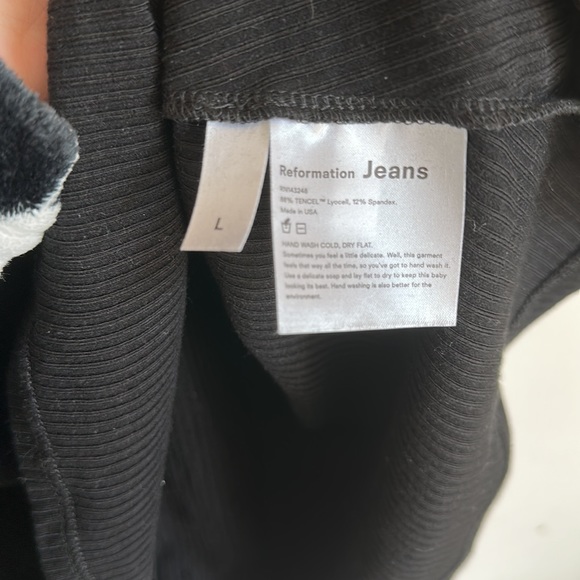 Reformation Jeans
RN143246
88% TENCEL™ Lyocell, 12% Spandex.
Made in USA
HAND WASH COLD, DRY FLAT.
Sometimes you feel a little delicate. Well, this garment
feels that way all the time, so you've got to hand wash it.
Use a delicate soap and lay flat to dry to keep this baby
looking its best. Hand washing is also better for the
environment.
L